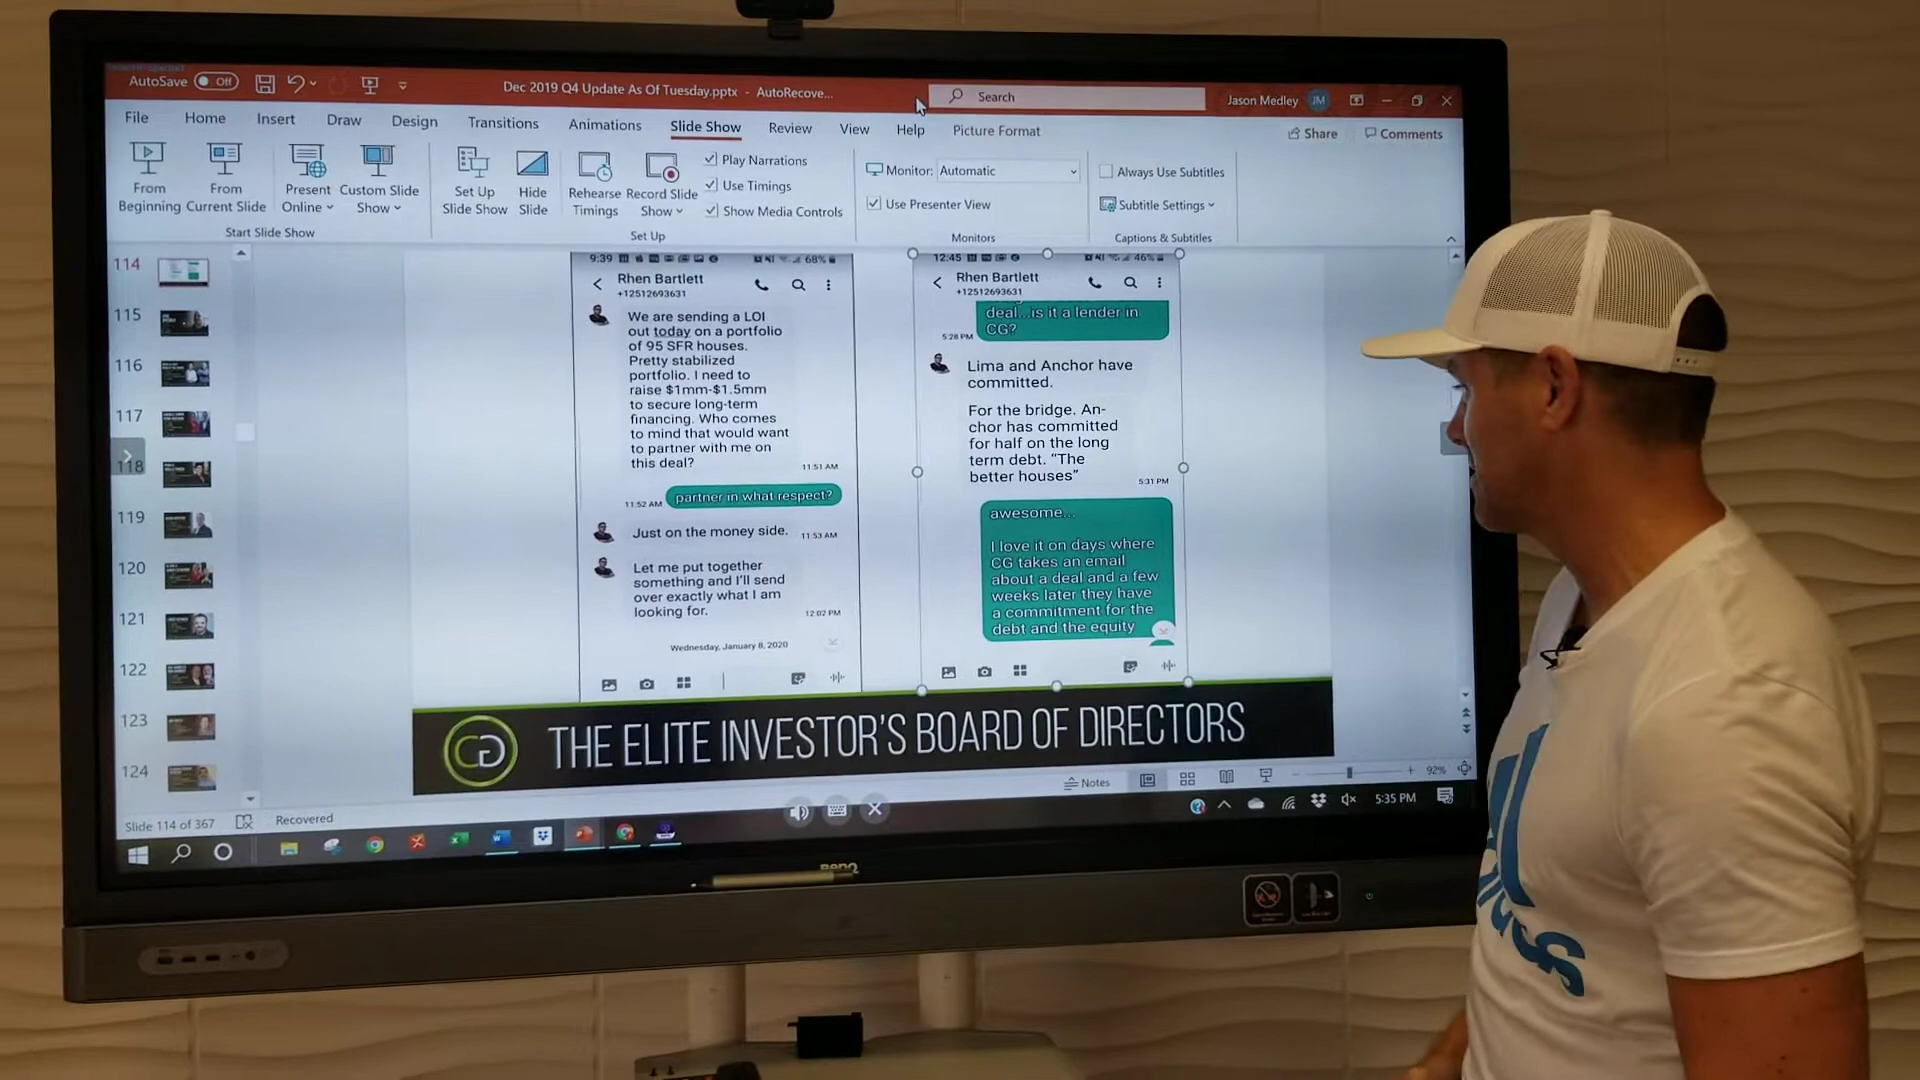 AutoSave Off
Dec 2019 Q4 Update As Of Tuesday.pptx - AutoRecove...
Search
Jason Medley JM
File Home Insert Draw Design Transitions Animations Slide Show Review View Help Picture Format
Share Comments
From Beginning
From Current Slide
Present Online
Custom Slide Show
Set Up Slide Show
Hide Slide
Rehearse Timings
Record Slide Show
Play Narrations
Use Timings
Show Media Controls
Monitor: Automatic
Use Presenter View
Always Use Subtitles
Subtitle Settings
Start Slide Show
Set Up
Monitors
Captions & Subtitles
114
115
116
117
118
119
120
121
122
123
124
9:39 68%
Rhen Bartlett
+12512693631
We are sending a LOI
out today on a portfolio
of 95 SFR houses.
Pretty stabilized
portfolio. I need to
raise $1mm-$1.5mm
to secure long-term
financing. Who comes
to mind that would want
to partner with me on
this deal?
11:51 AM
11:52 AM
partner in what respect?
Just on the money side.
11:53 AM
Let me put together
something and I'll send
over exactly what I am
looking for.
12:02 PM
Wednesday, January 8, 2020
12:45 46%
Rhen Bartlett
+12512693631
deal...is it a lender in
CG?
5:28 PM
Lima and Anchor have
committed.
For the bridge. An-
chor has committed
for half on the long
term debt. “The
better houses”
5:31 PM
awesome...
I love it on days where
CG takes an email
about a deal and a few
weeks later they have
a commitment for the
debt and the equity
CG
THE ELITE INVESTOR'S BOARD OF DIRECTORS
Notes
92%
Slide 114 of 367
Recovered
5:35 PM
BenQ